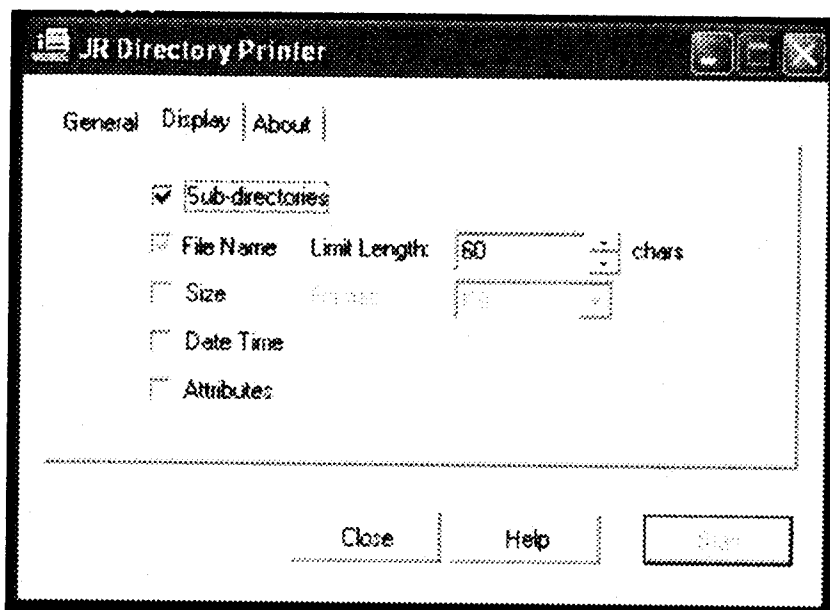 JR Directory Printer
General Display About
Sub-directories
File Name Limit Length: 60 chars
Size
Date Time
Attributes
Close Help